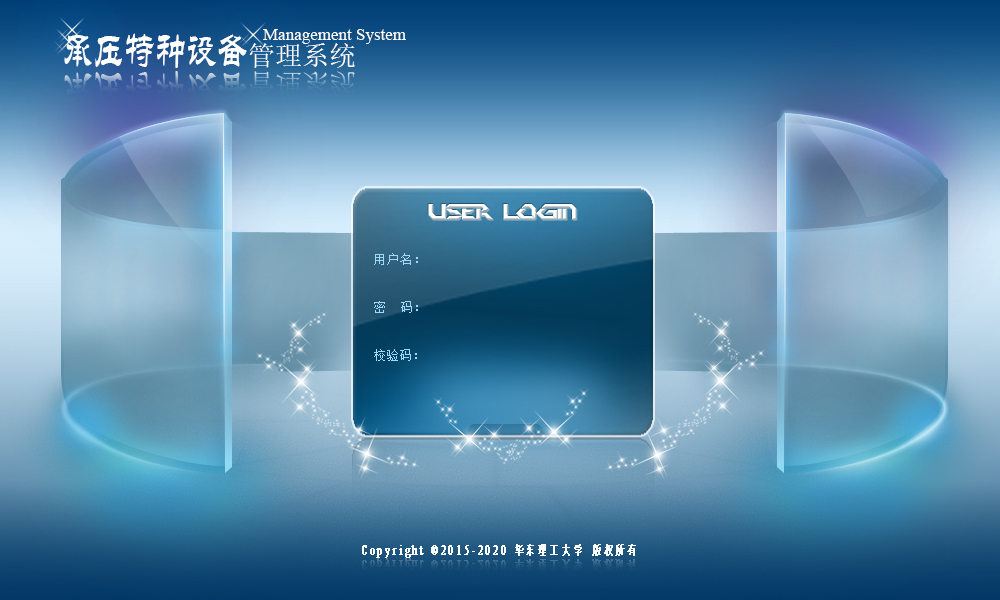 Management System
承压特种设备管理系统
USER LOGIN
用户名：
密 码：
校验码：
Copyright ©2015-2020 华东理工大学 版权所有